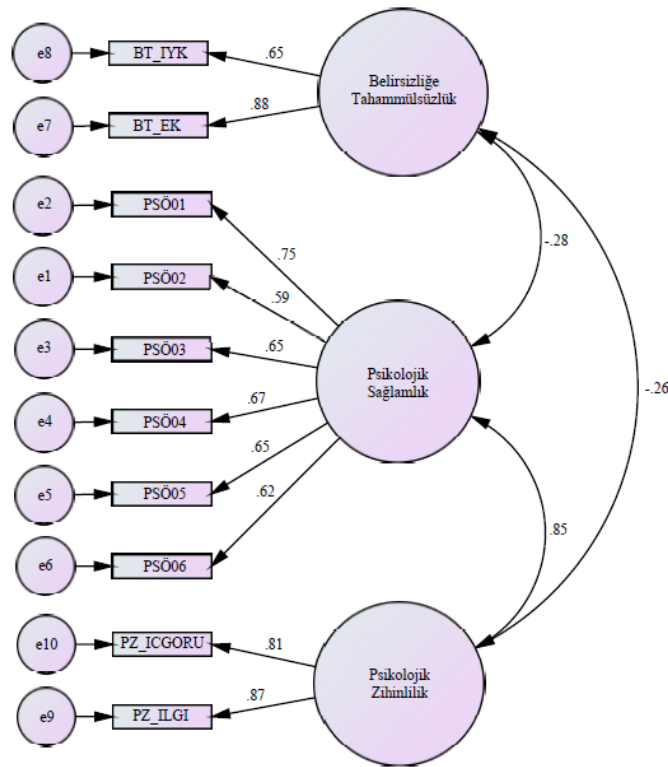 e8 BT_IYK .65
Belirsizliğe
Tahammülsüzlük
e7 BT_EK .88
e2 PSÖ01
.75
-.28
e1 PSÖ02
.59
e3 PSÖ03 .65
Psikolojik
Sağlamlık
-.26
e4 PSÖ04 .67
e5 PSÖ05 .65
.62
.85
e6 PSÖ06
e10 PZ_ICGORU .81
Psikolojik
Zihinlilik
e9 PZ_ILGI .87